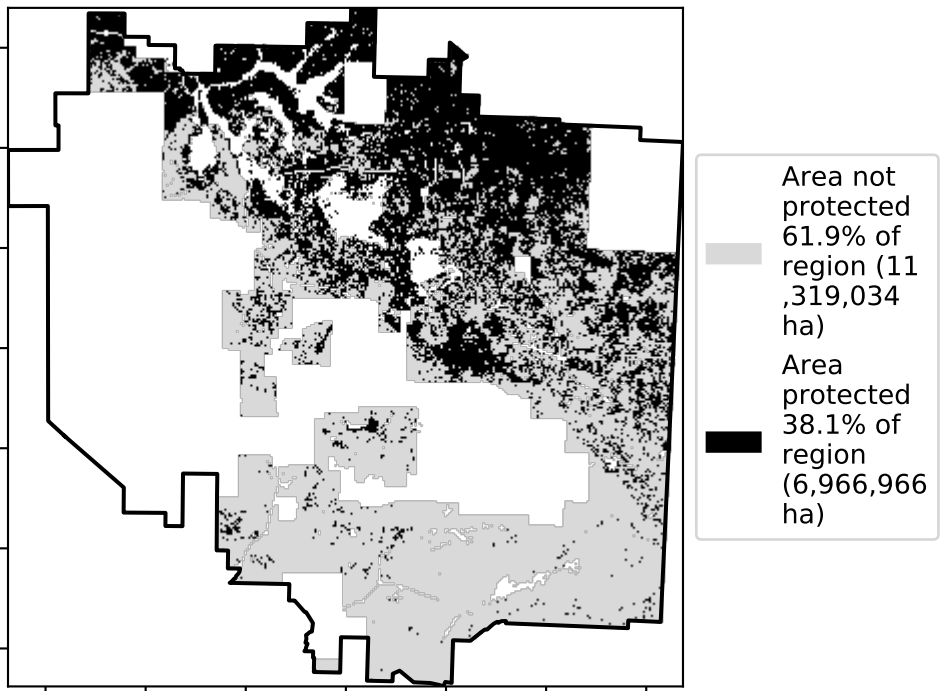 Area not
protected
61.9% of
region (11
,319,034
ha)
Area
protected
38.1% of
region
(6,966,966
ha)